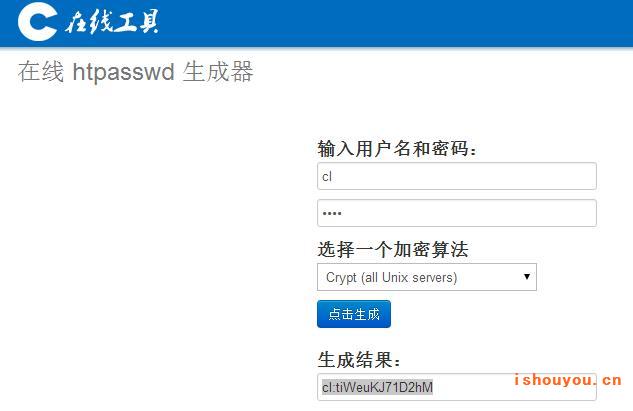 在线工具
在线 htpasswd 生成器
输入用户名和密码：
cl
••••
选择一个加密算法
Crypt (all Unix servers)
点击生成
生成结果：
cl:tiWeuKJ71D2hM
ishouyou.cn